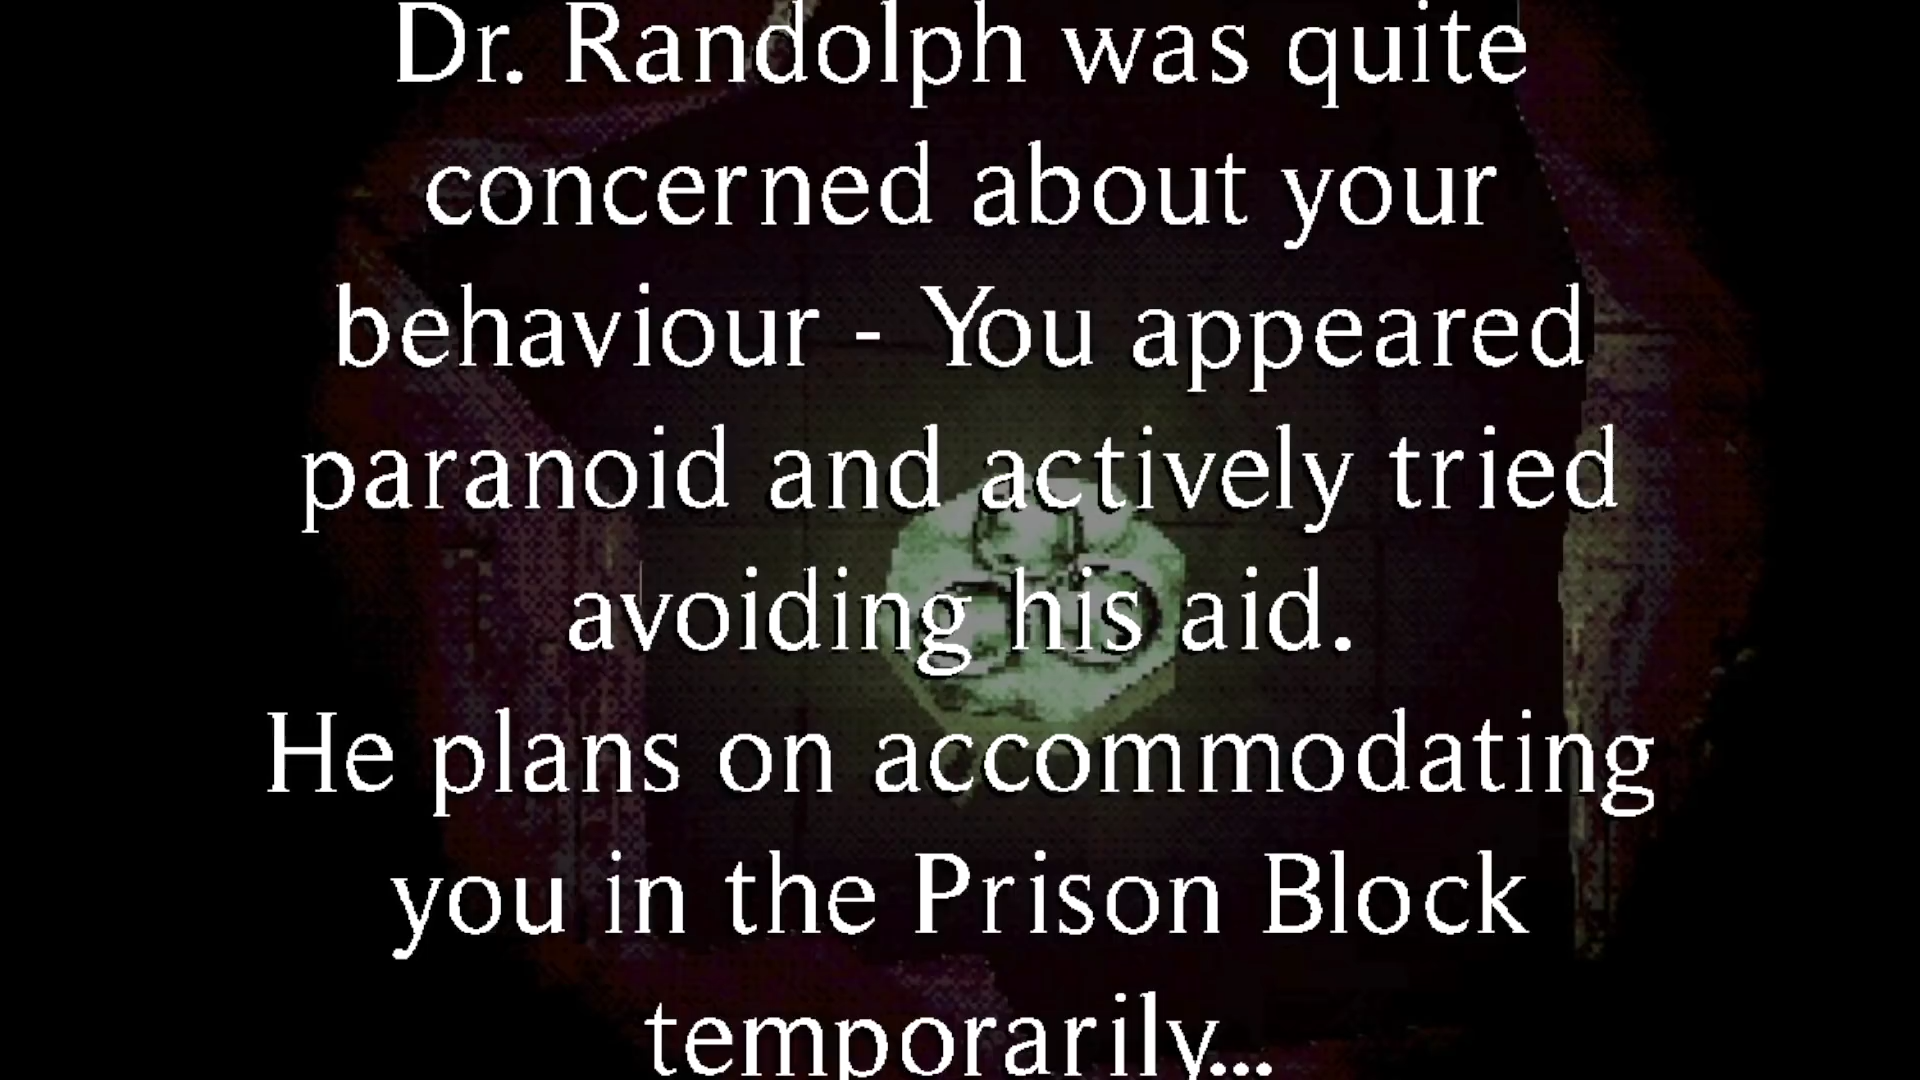 Dr. Randolph was quite
concerned about your
behaviour - You appeared
paranoid and actively tried
avoiding his aid.
He plans on accommodating
you in the Prison Block
temporarily...